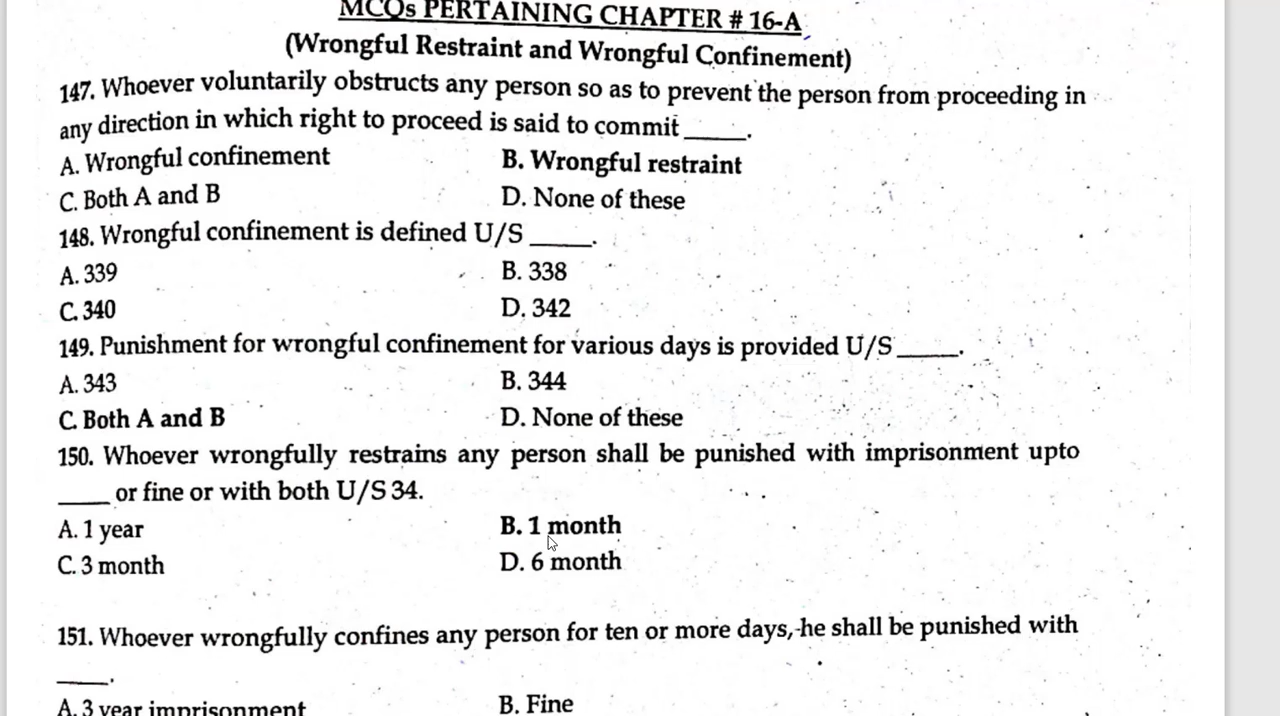 MCQs PERTAINING CHAPTER # 16-A
(Wrongful Restraint and Wrongful Confinement)
147. Whoever voluntarily obstructs any person so as to prevent the person from proceeding in
any direction in which right to proceed is said to commit _____.
A. Wrongful confinement B. Wrongful restraint
C. Both A and B D. None of these
148. Wrongful confinement is defined U/S _____.
A. 339 B. 338
C. 340 D. 342
149. Punishment for wrongful confinement for various days is provided U/S _____.
A. 343 B. 344
C. Both A and B D. None of these
150. Whoever wrongfully restrains any person shall be punished with imprisonment upto
____ or fine or with both U/S 34.
A. 1 year B. 1 month
C. 3 month D. 6 month
151. Whoever wrongfully confines any person for ten or more days, he shall be punished with
____.
A. 3 year imprisonment B. Fine